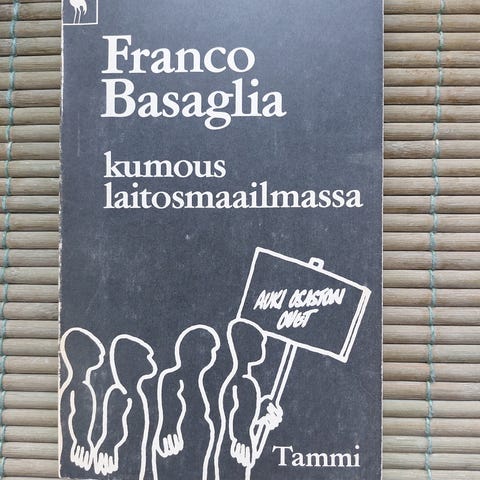 Franco
Basaglia
kumous
laitosmaailmassa
AUKI OSASTON
OVET
Tammi